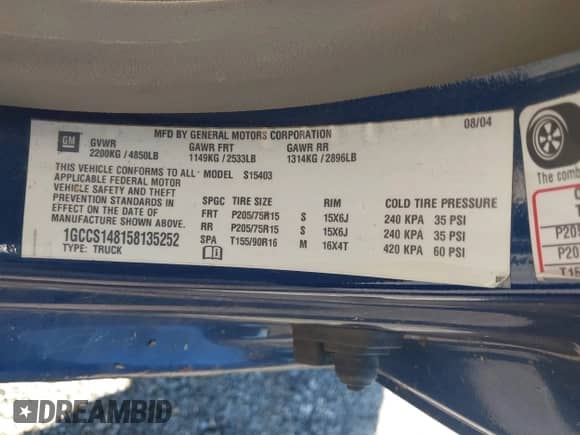 MFD BY GENERAL MOTORS CORPORATION 08/04
GM GVWR GAWR FRT GAWR RR
2200KG / 4850LB 1149KG / 2533LB 1314KG / 2896LB
THIS VEHICLE CONFORMS TO ALL MODEL S15403
APPLICABLE FEDERAL MOTOR
VEHICLE SAFETY AND THEFT
PREVENTION STANDARDS IN
EFFECT ON THE DATE OF
MANUFACTURE SHOWN ABOVE.
1GCCS148158135252
TYPE: TRUCK
SPGC TIRE SIZE RIM COLD TIRE PRESSURE
FRT P205/75R15 S 15X6J 240 KPA 35 PSI
RR P205/75R15 S 15X6J 240 KPA 35 PSI
SPA T155/90R16 M 16X4T 420 KPA 60 PSI
The comb
P205
P20
DREAMBID